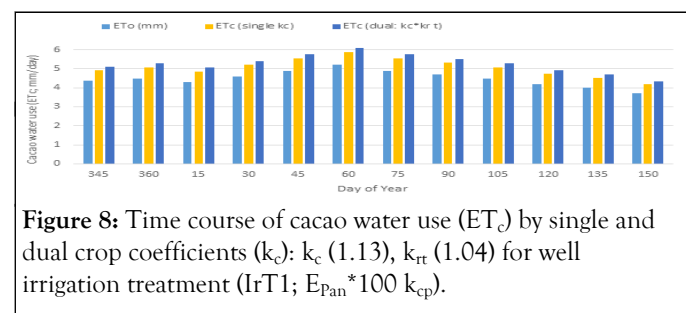 ETo (mm) ETc (single kc) ETc (dual: kc*kr t)
Cacao water use (ETc; mm/day)
6
5
4
3
2
1
0
345 360 15 30 45 60 75 90 105 120 135 150
Day of Year
Figure 8: Time course of cacao water use (ETc) by single and
dual crop coefficients (kc): kc (1.13), krt (1.04) for well
irrigation treatment (IrT1; EPan*100 kcp).